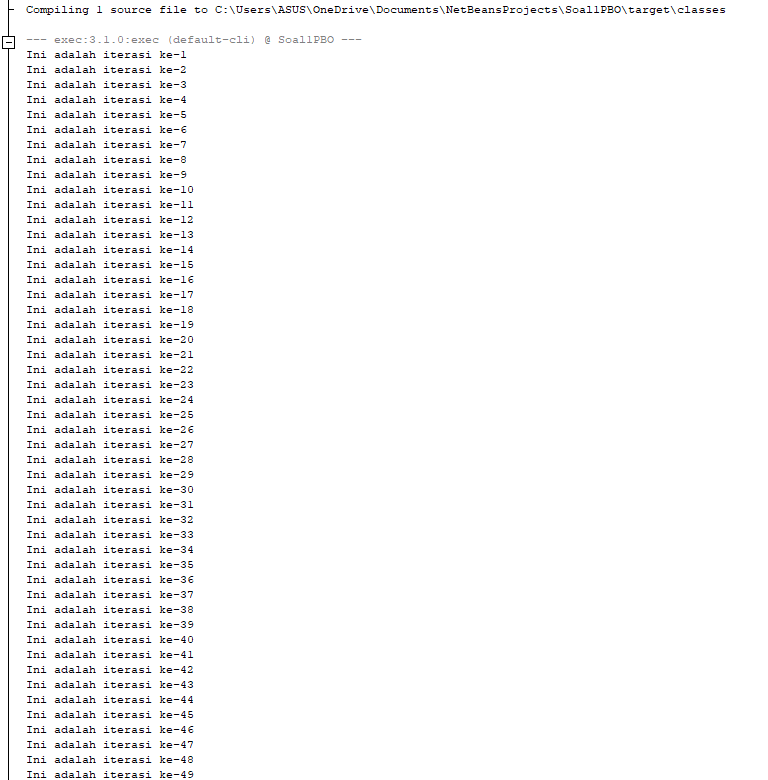 Compiling 1 source file to C:\Users\ASUS\OneDrive\Documents\NetBeansProjects\Soal1PBO\target\classes
--- exec:3.1.0:exec (default-cli) @ Soal1PBO ---
Ini adalah iterasi ke-1
Ini adalah iterasi ke-2
Ini adalah iterasi ke-3
Ini adalah iterasi ke-4
Ini adalah iterasi ke-5
Ini adalah iterasi ke-6
Ini adalah iterasi ke-7
Ini adalah iterasi ke-8
Ini adalah iterasi ke-9
Ini adalah iterasi ke-10
Ini adalah iterasi ke-11
Ini adalah iterasi ke-12
Ini adalah iterasi ke-13
Ini adalah iterasi ke-14
Ini adalah iterasi ke-15
Ini adalah iterasi ke-16
Ini adalah iterasi ke-17
Ini adalah iterasi ke-18
Ini adalah iterasi ke-19
Ini adalah iterasi ke-20
Ini adalah iterasi ke-21
Ini adalah iterasi ke-22
Ini adalah iterasi ke-23
Ini adalah iterasi ke-24
Ini adalah iterasi ke-25
Ini adalah iterasi ke-26
Ini adalah iterasi ke-27
Ini adalah iterasi ke-28
Ini adalah iterasi ke-29
Ini adalah iterasi ke-30
Ini adalah iterasi ke-31
Ini adalah iterasi ke-32
Ini adalah iterasi ke-33
Ini adalah iterasi ke-34
Ini adalah iterasi ke-35
Ini adalah iterasi ke-36
Ini adalah iterasi ke-37
Ini adalah iterasi ke-38
Ini adalah iterasi ke-39
Ini adalah iterasi ke-40
Ini adalah iterasi ke-41
Ini adalah iterasi ke-42
Ini adalah iterasi ke-43
Ini adalah iterasi ke-44
Ini adalah iterasi ke-45
Ini adalah iterasi ke-46
Ini adalah iterasi ke-47
Ini adalah iterasi ke-48
Ini adalah iterasi ke-49